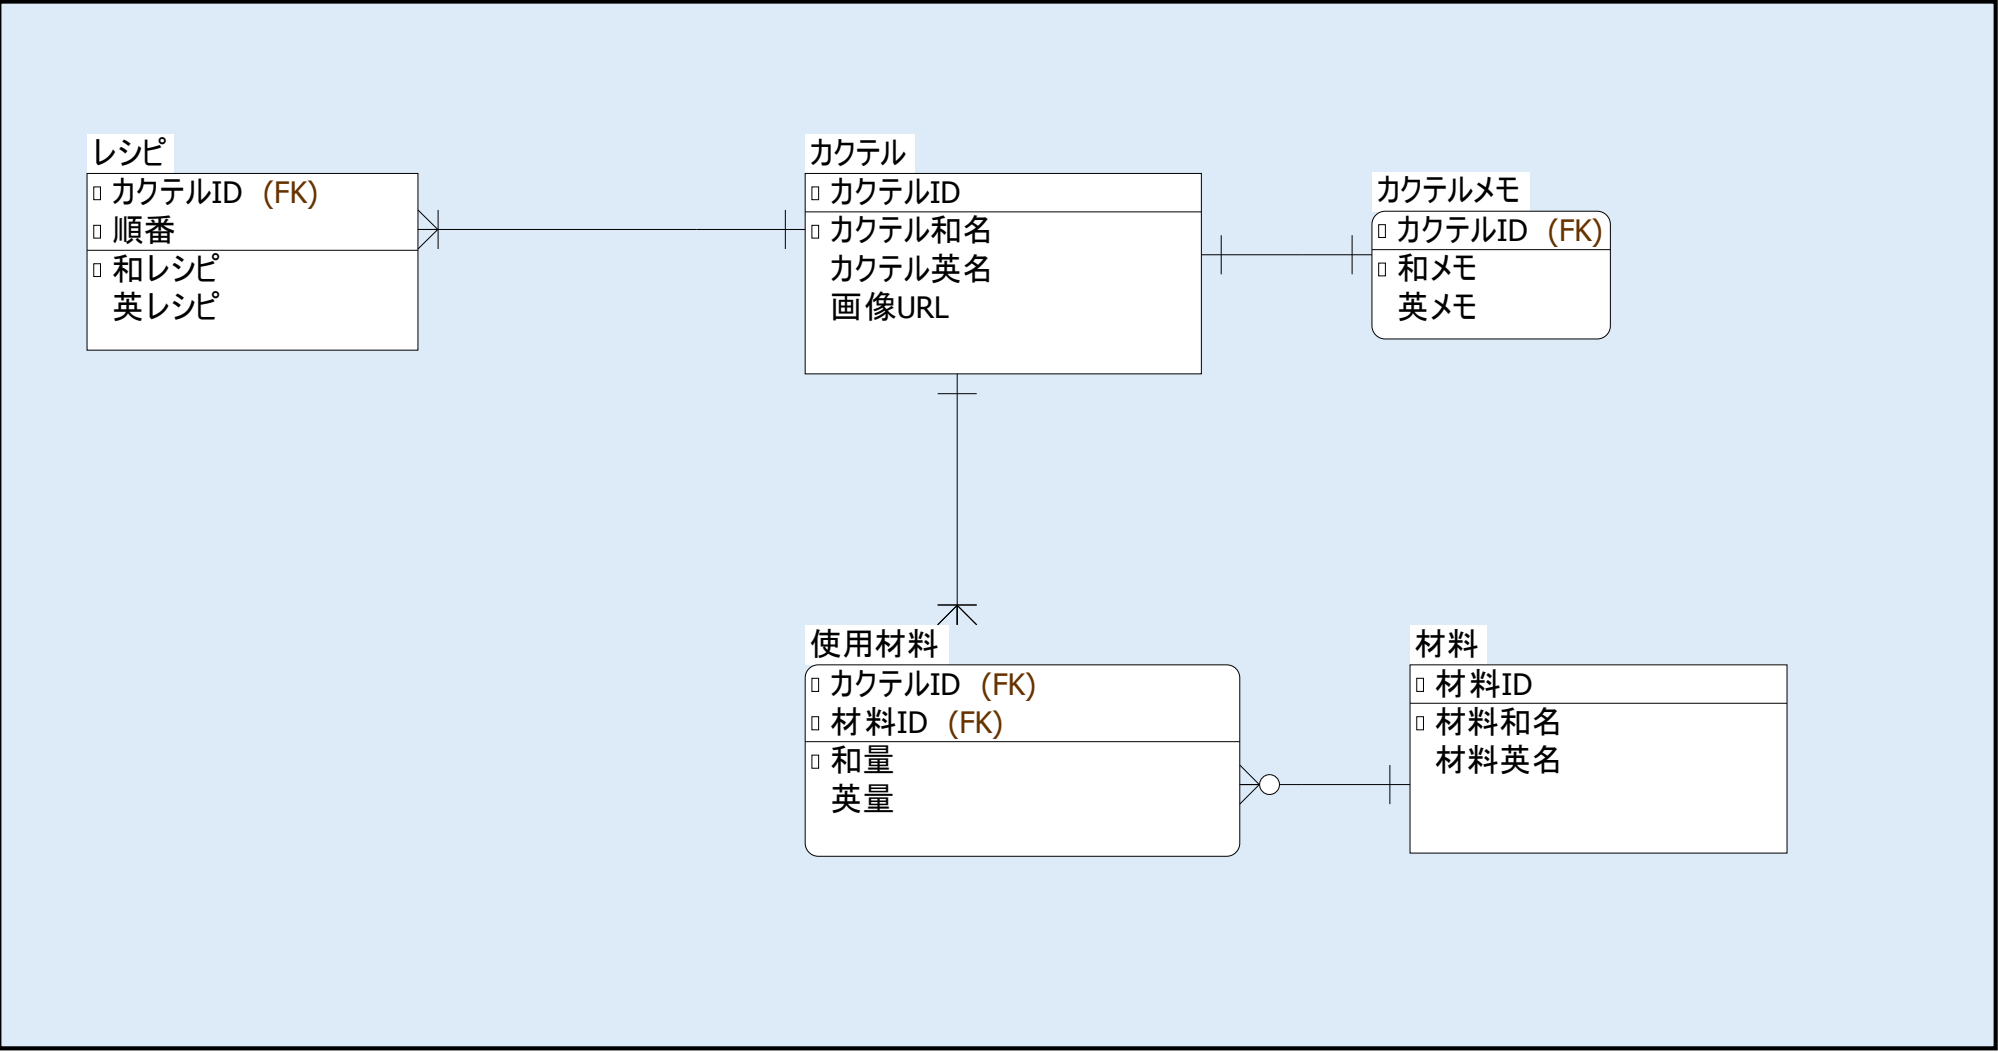 レシピ
カクテルID (FK)
順番
和レシピ
英レシピ
カクテル
カクテルID
カクテル和名
カクテル英名
画像URL
カクテルメモ
カクテルID (FK)
和メモ
英メモ
使用材料
カクテルID (FK)
材料ID (FK)
和量
英量
材料
材料ID
材料和名
材料英名